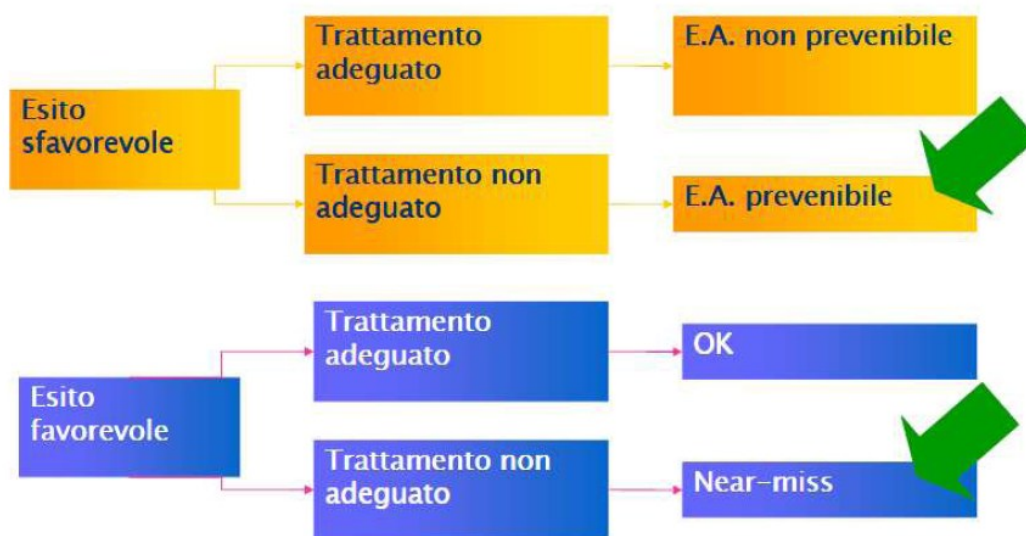 Trattamento
adeguato
E.A. non prevenibile
Esito
sfavorevole
Trattamento non
adeguato
E.A. prevenibile
Trattamento
adeguato
OK
Esito
favorevole
Trattamento non
adeguato
Near-miss